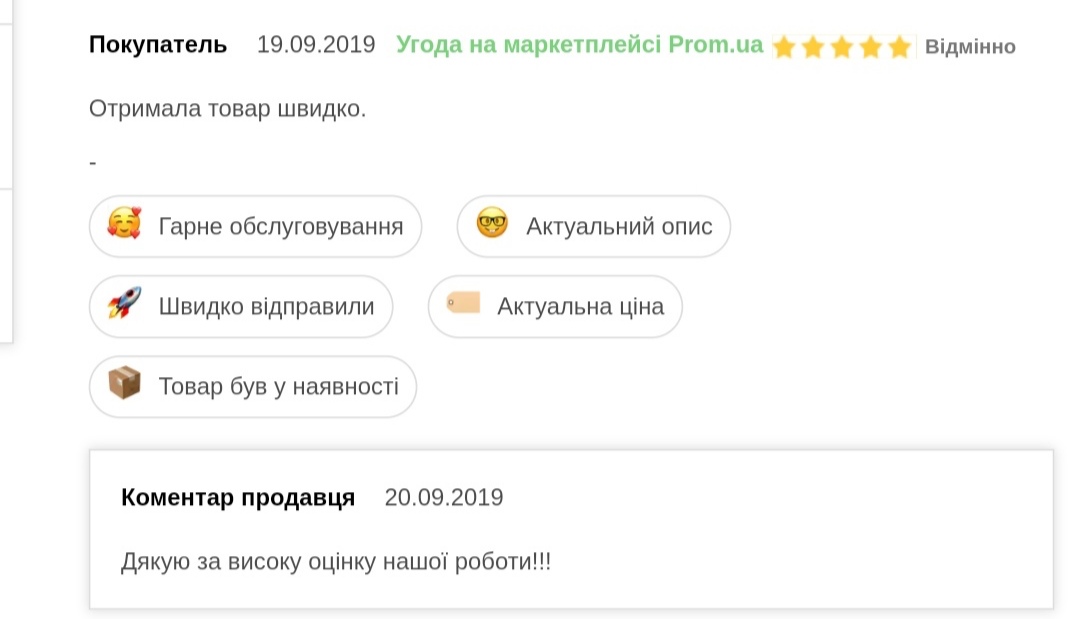 Покупатель 19.09.2019 Угода на маркетплейсі Prom.ua Відмінно
Отримала товар швидко.
-
Гарне обслуговування Актуальний опис
Швидко відправили Актуальна ціна
Товар був у наявності
Коментар продавця 20.09.2019
Дякую за високу оцінку нашої роботи!!!